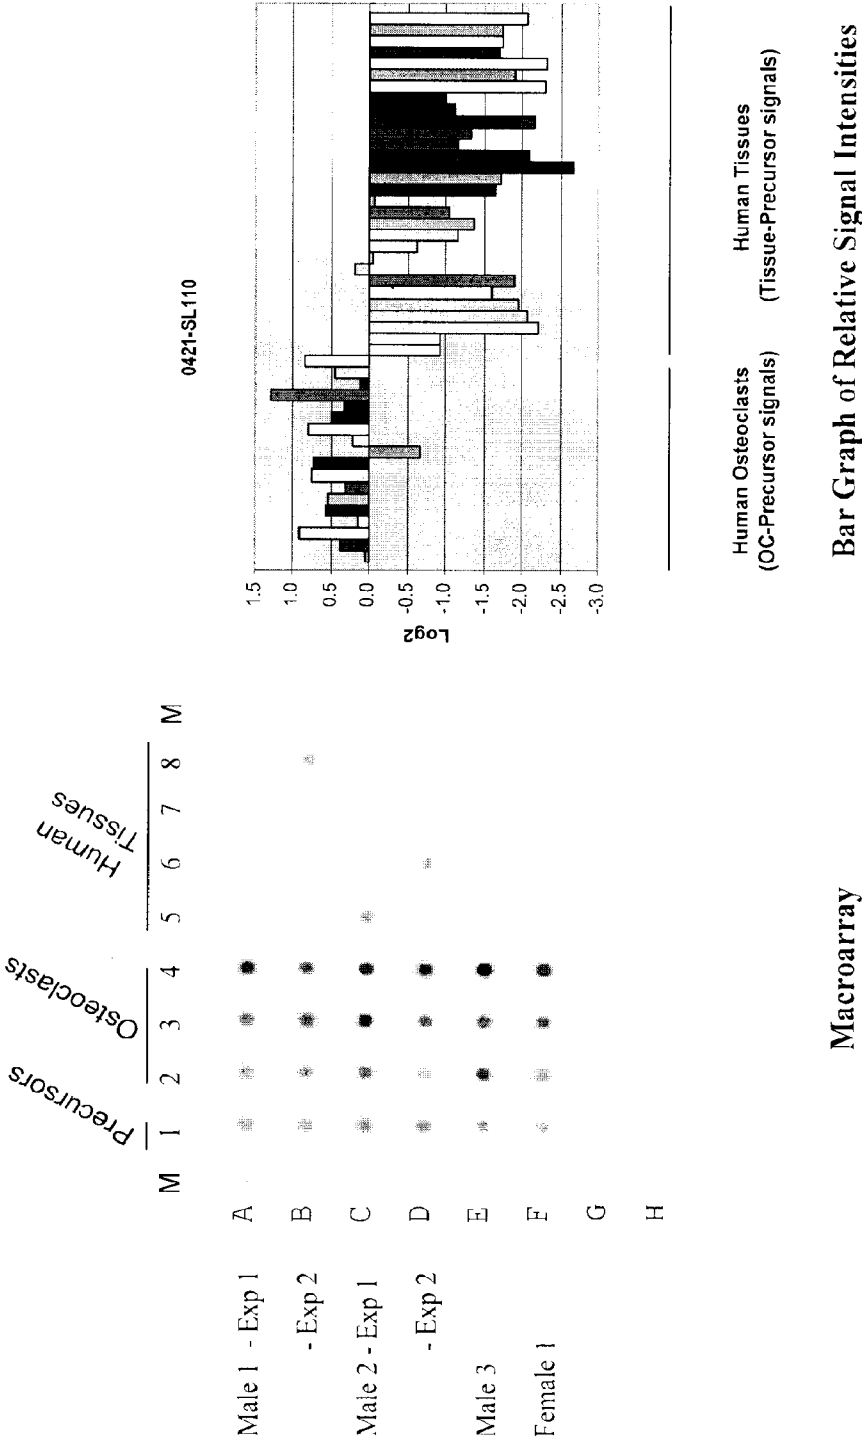 Precursors
Osteoclasts
Human
Tissues
M 1 2 3 4 5 6 7 8 M
Male 1 - Exp 1 A
- Exp 2 B
Male 2 - Exp 1 C
- Exp 2 D
Male 3 E
Female 1 F
G
H
Macroarray
0421-SL110
Log2
1.5
1.0
0.5
0.0
-0.5
-1.0
-1.5
-2.0
-2.5
-3.0
Human Osteoclasts
(OC-Precursor signals)
Human Tissues
(Tissue-Precursor signals)
Bar Graph of Relative Signal Intensities